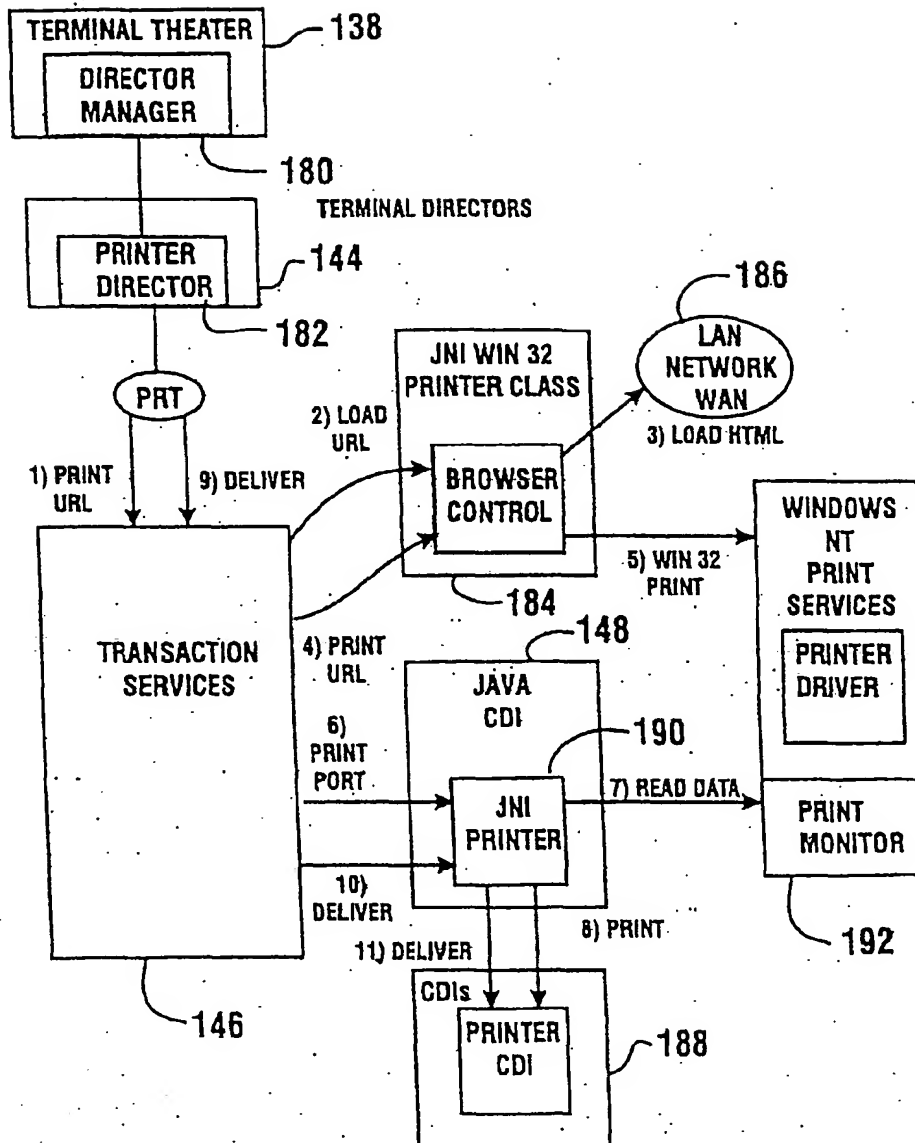 TERMINAL THEATER
138
DIRECTOR
MANAGER
180
TERMINAL DIRECTORS
PRINTER
DIRECTOR
144
182
PRT
1) PRINT
URL
9) DELIVER
JNI WIN 32
PRINTER CLASS
2) LOAD
URL
BROWSER
CONTROL
184
186
LAN
NETWORK
WAN
3) LOAD HTML
5) WIN 32
PRINT
WINDOWS
NT
PRINT
SERVICES
PRINTER
DRIVER
TRANSACTION
SERVICES
4) PRINT
URL
148
JAVA
CDI
6)
PRINT
PORT
190
JNI
PRINTER
7) READ DATA
PRINT
MONITOR
10)
DELIVER
192
11) DELIVER
8) PRINT
146
CDIs
PRINTER
CDI
188